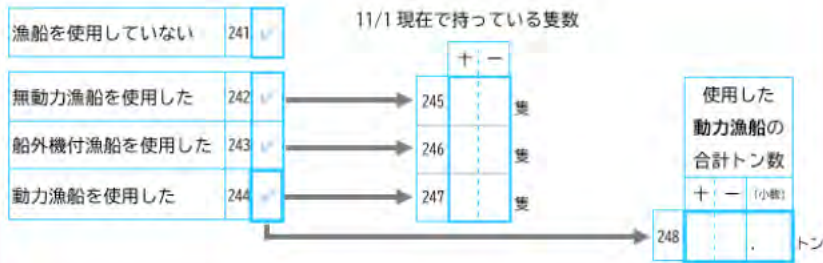 11/1 現在で持っている隻数
漁船を使用していない 241 ✓
十 一
無動力漁船を使用した 242 ✓ 245 隻
船外機付漁船を使用した 243 ✓ 246 隻
動力漁船を使用した 244 ✓ 247 隻
使用した
動力漁船の
合計トン数
十 一 (小数)
248 . トン